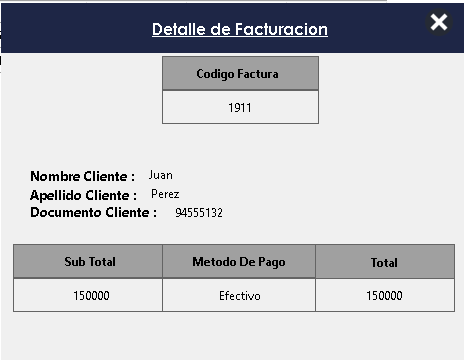 Detalle de Facturacion
Codigo Factura
1911
Nombre Cliente : Juan
Apellido Cliente : Perez
Documento Cliente : 94555132
Sub Total Metodo De Pago Total
150000 Efectivo 150000